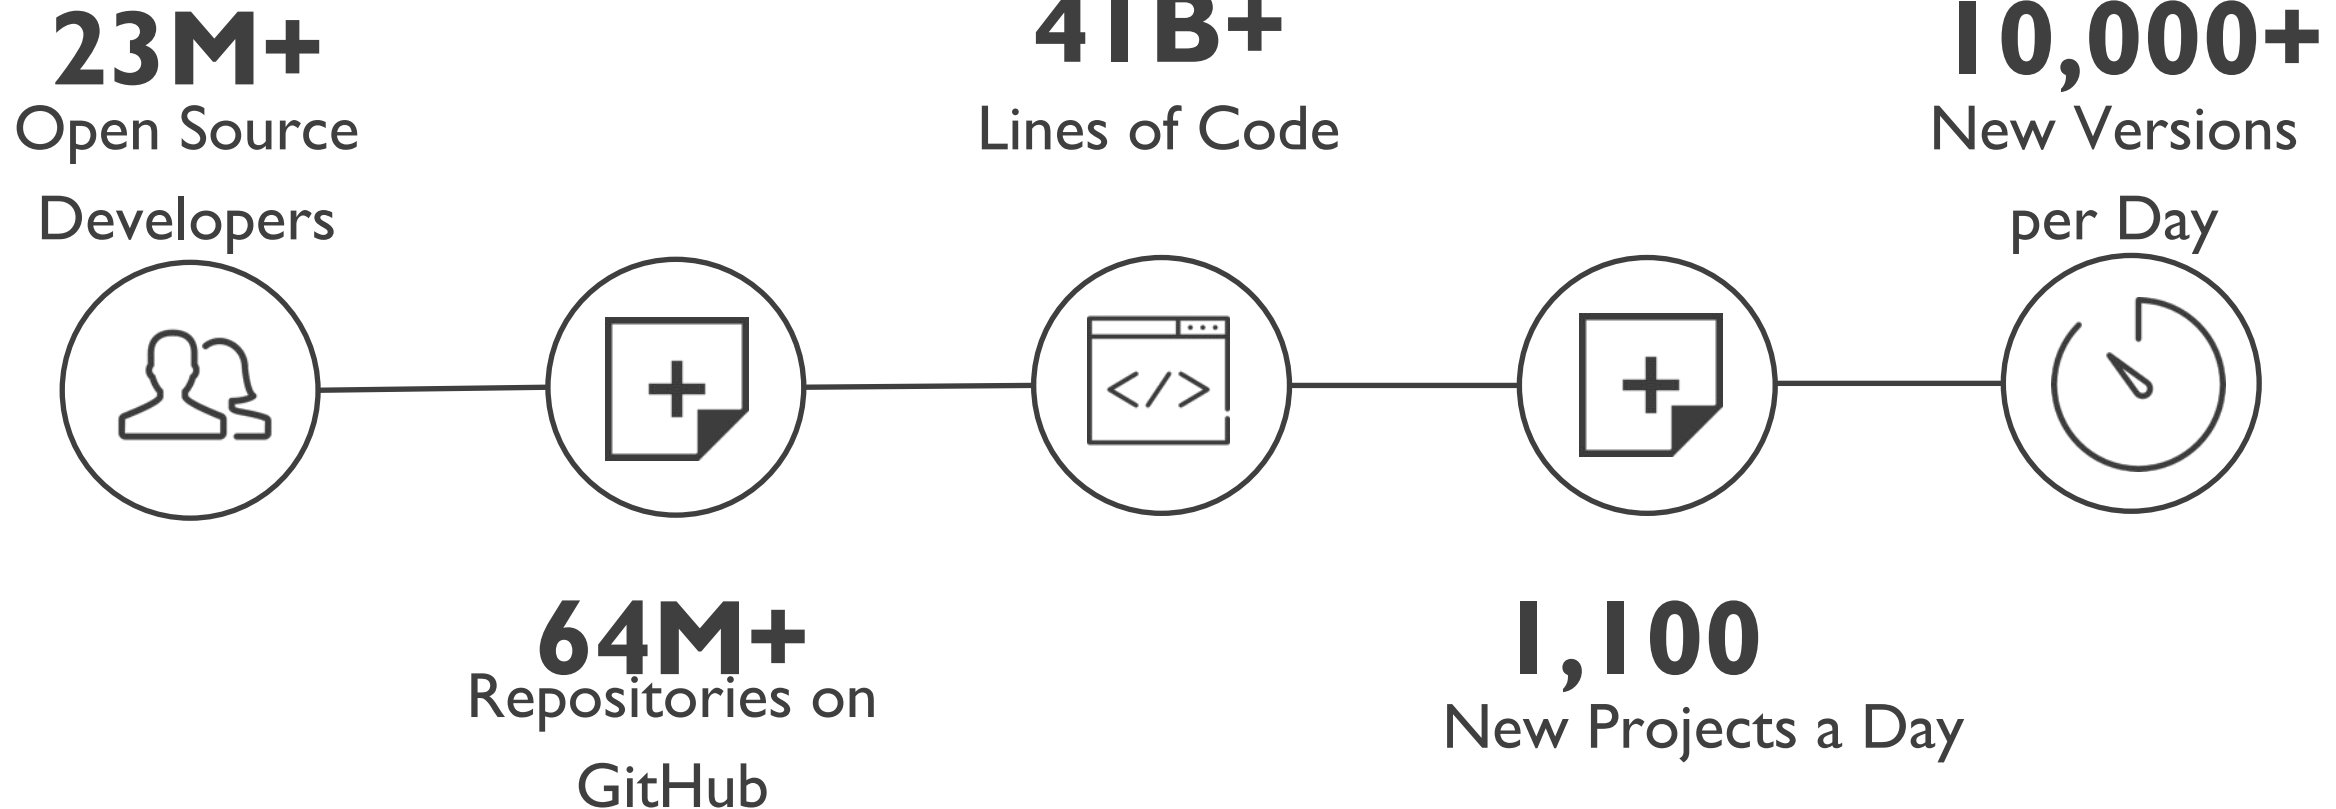 23M+
Open Source
Developers
64M+
Repositories on
GitHub
41B+
Lines of Code
</>
1,100
New Projects a Day
10,000+
New Versions
per Day